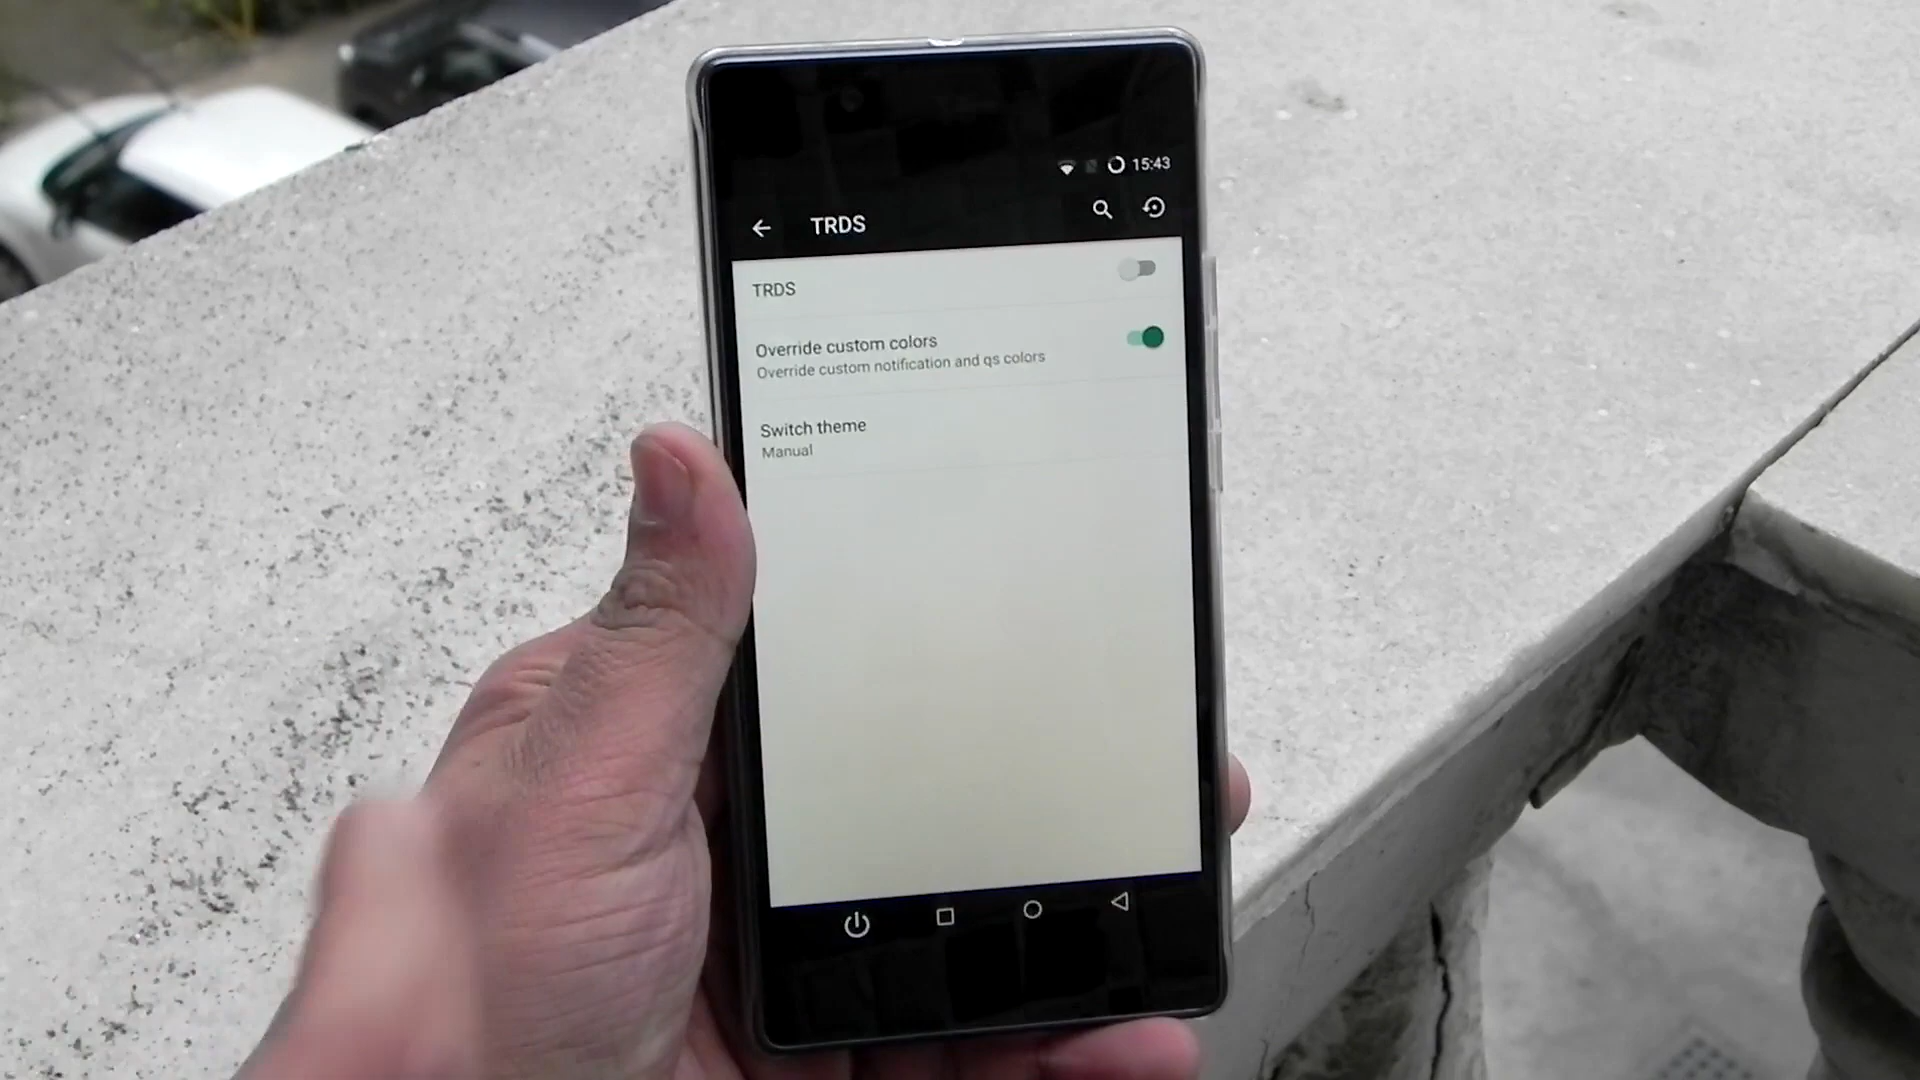 15:43
TRDS
TRDS
Override custom colors
Override custom notification and qs colors
Switch theme
Manual